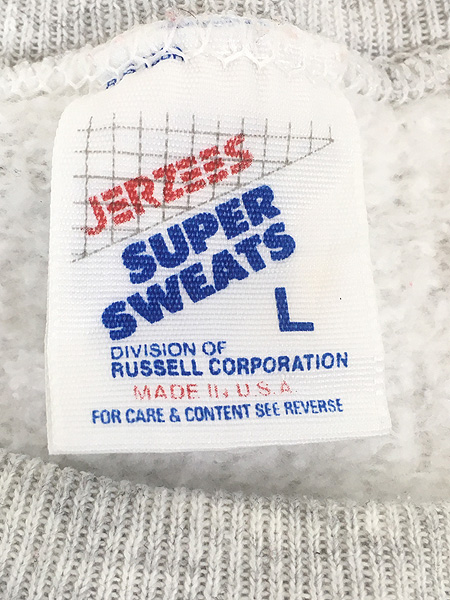 JERZEES
SUPER
SWEATS
L
DIVISION OF
RUSSELL CORPORATION
MADE IN U.S.A
FOR CARE & CONTENT SEE REVERSE